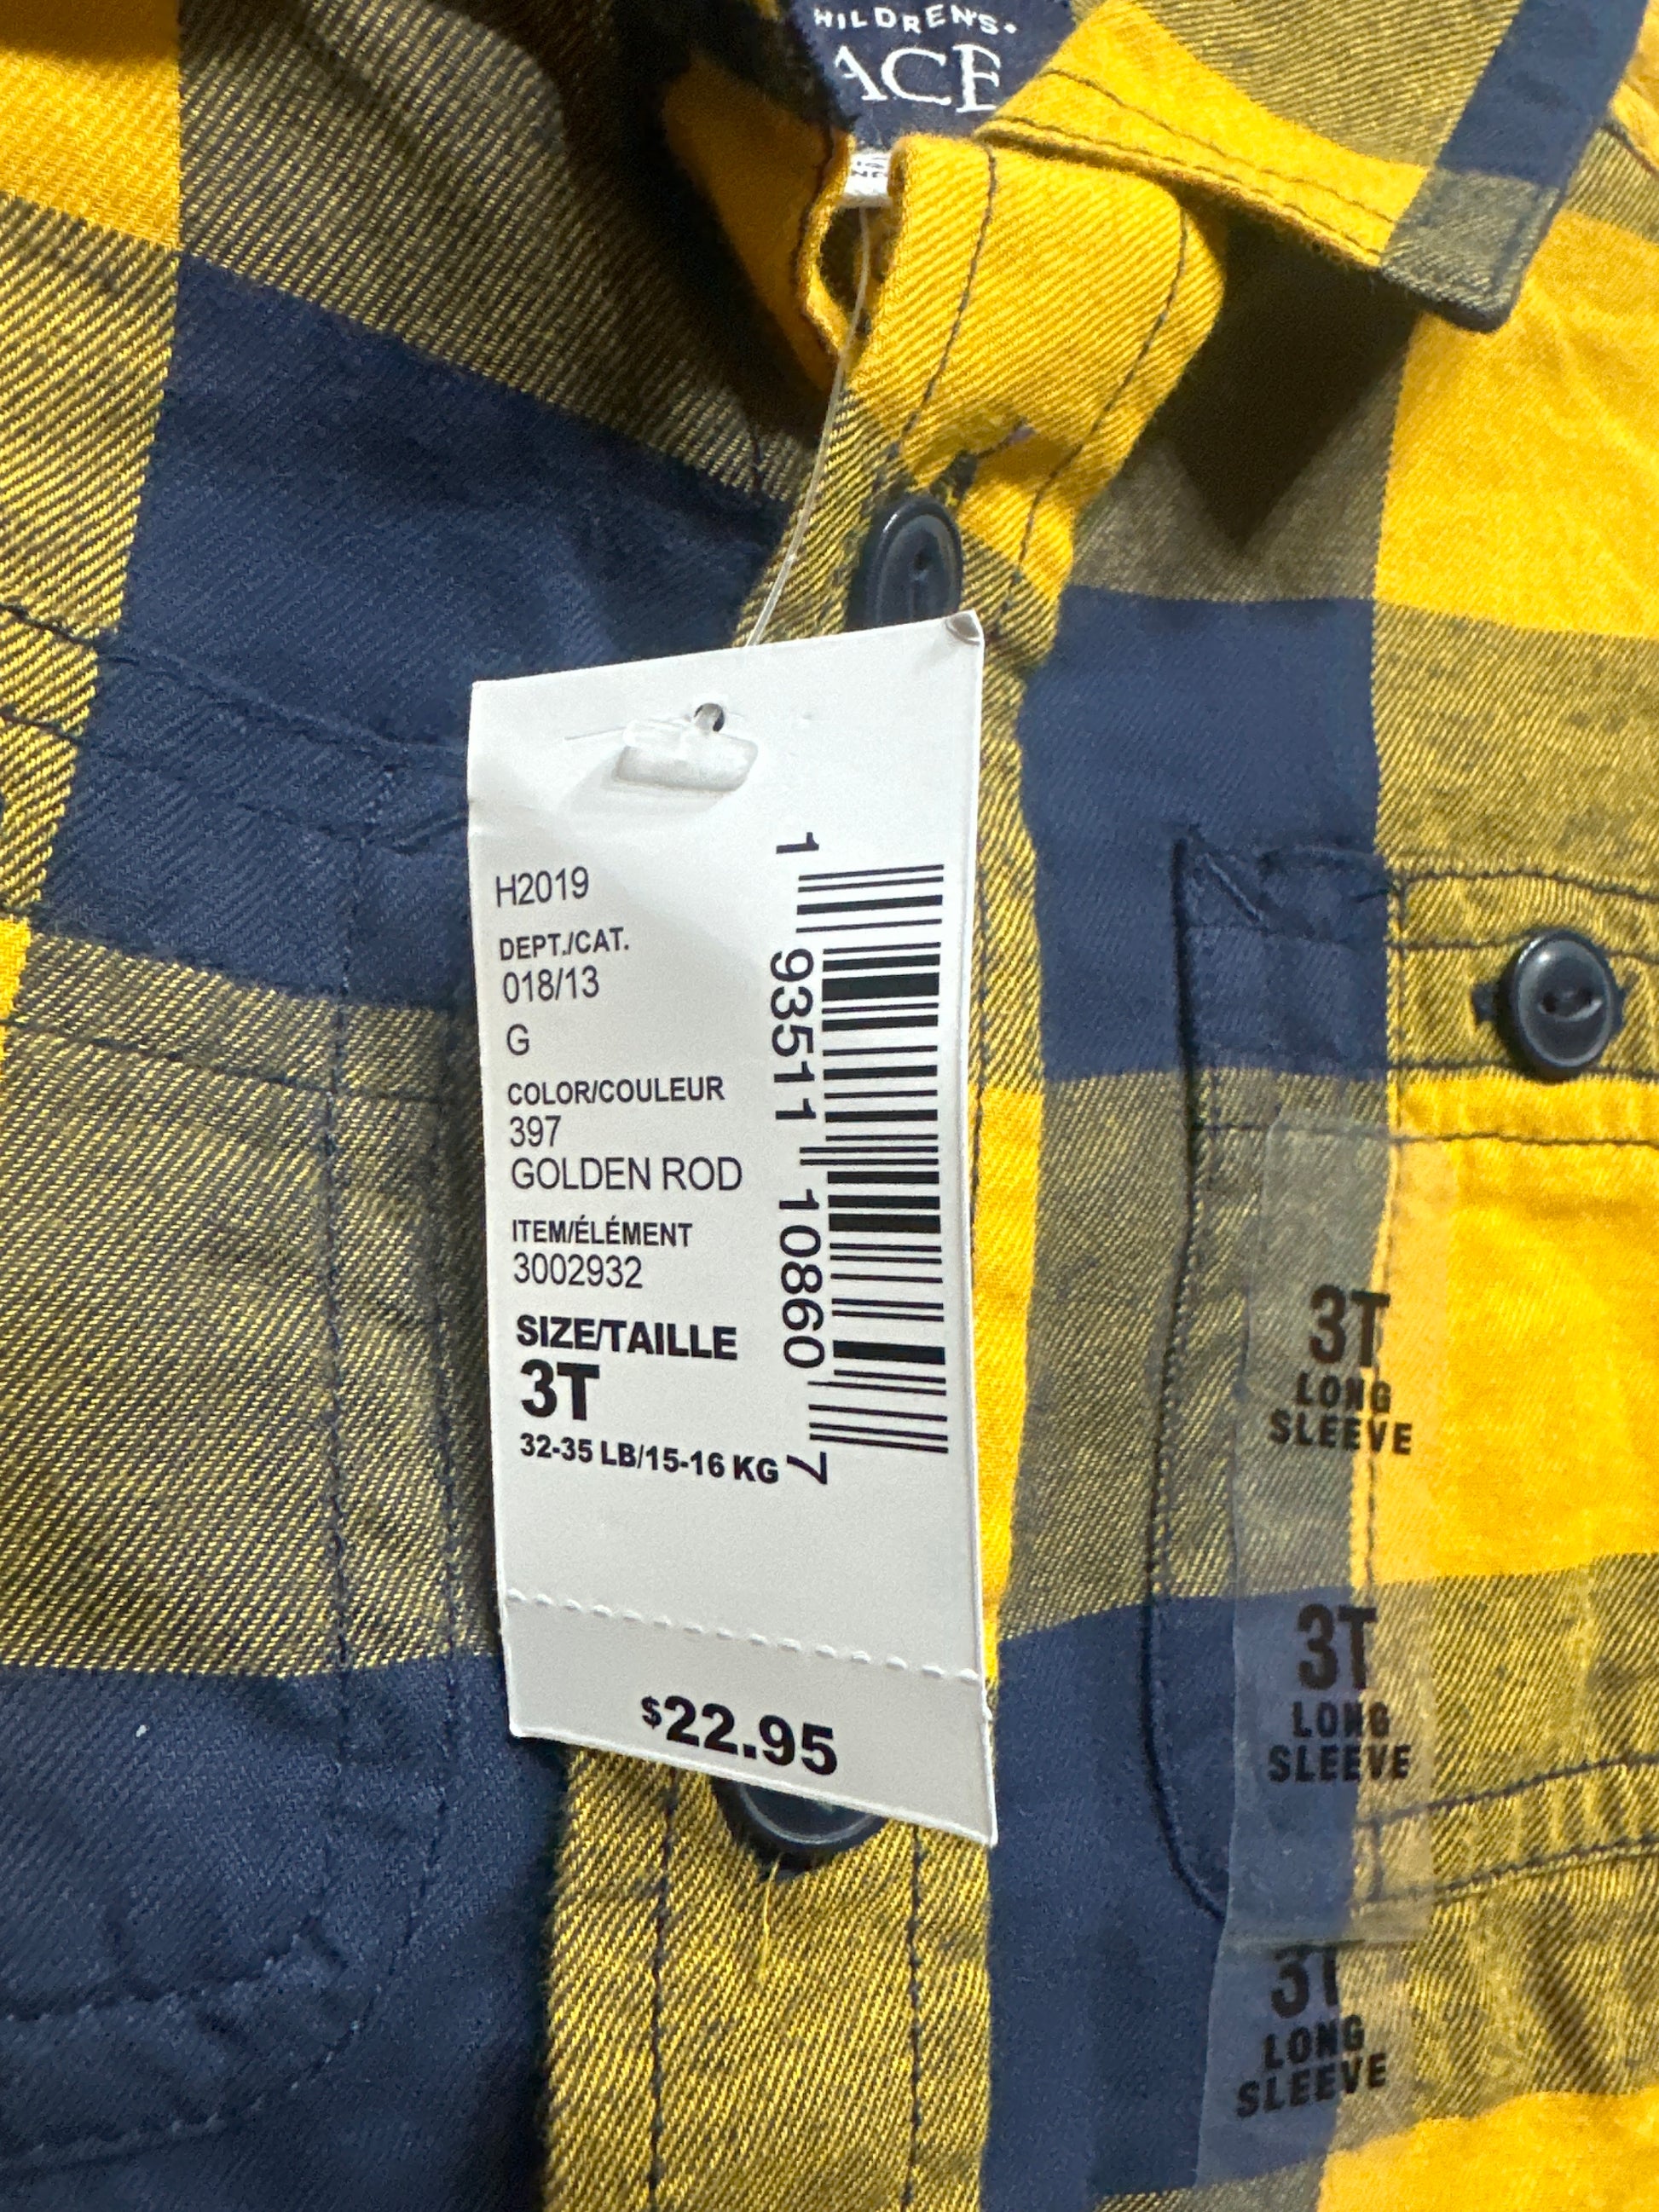 HILDREN'S
ACE
H2019
DEPT./CAT.
018/13
G
COLOR/COULEUR
397
GOLDEN ROD
ITEM/ÉLÉMENT
3002932
SIZE/TAILLE
3T
32-35 LB/15-16 KG
1 93511 10860 7
$22.95
3T
LONG
SLEEVE
3T
LONG
SLEEVE
3T
LONG
SLEEVE